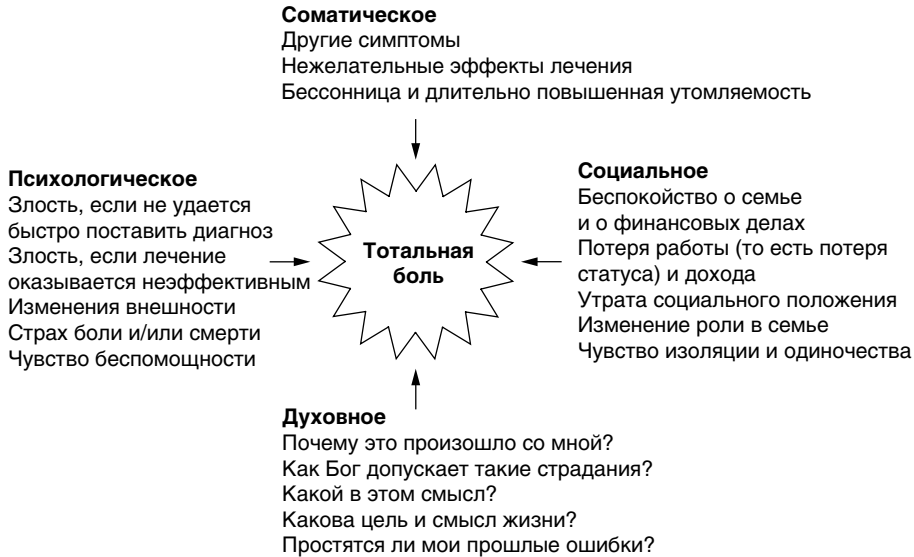 Соматическое
Другие симптомы
Нежелательные эффекты лечения
Бессонница и длительно повышенная утомляемость
Психологическое
Злость, если не удается
быстро поставить диагноз
Злость, если лечение
оказывается неэффективным
Изменения внешности
Страх боли и/или смерти
Чувство беспомощности
Тотальная
боль
Социальное
Беспокойство о семье
и о финансовых делах
Потеря работы (то есть потеря
статуса) и дохода
Утрата социального положения
Изменение роли в семье
Чувство изоляции и одиночества
Духовное
Почему это произошло со мной?
Как Бог допускает такие страдания?
Какой в этом смысл?
Какова цель и смысл жизни?
Простятся ли мои прошлые ошибки?